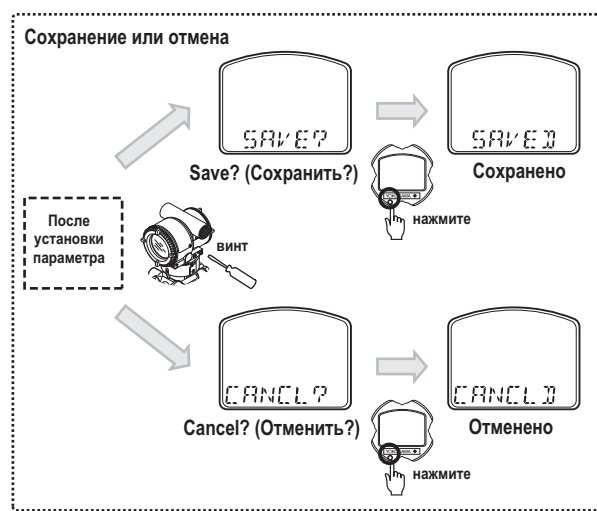 Сохранение или отмена
SAVE?
SAVED
Save? (Сохранить?)
Сохранено
нажмите
После
установки
параметра
винт
CANCL?
CANCLD
Cancel? (Отменить?)
Отменено
нажмите